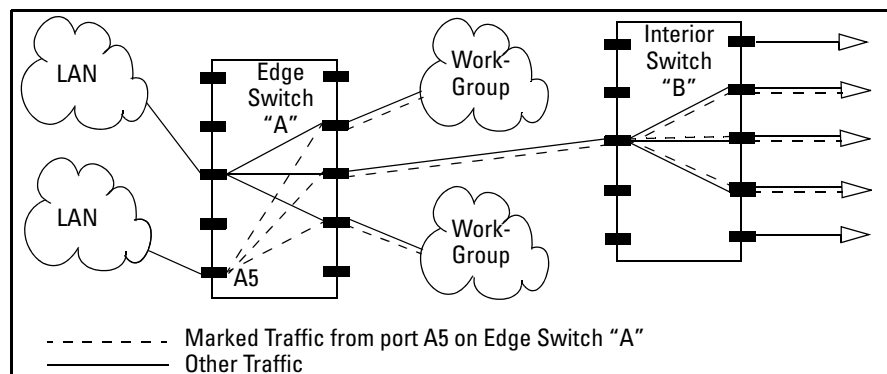 LAN
Edge
Switch
“A”
Work-
Group
Interior
Switch
“B”
LAN
A5
Work-
Group
Marked Traffic from port A5 on Edge Switch “A”
Other Traffic